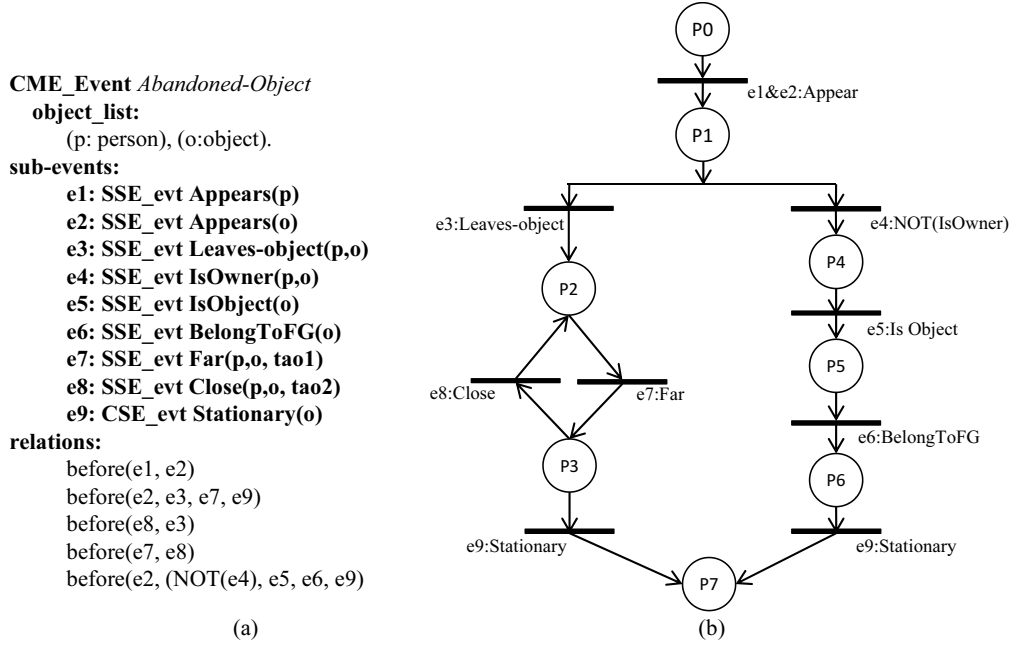 CME_Event Abandoned-Object
object_list:
(p: person), (o:object).
sub-events:
e1: SSE_evt Appears(p)
e2: SSE_evt Appears(o)
e3: SSE_evt Leaves-object(p,o)
e4: SSE_evt IsOwner(p,o)
e5: SSE_evt IsObject(o)
e6: SSE_evt BelongToFG(o)
e7: SSE_evt Far(p,o, tao1)
e8: SSE_evt Close(p,o, tao2)
e9: CSE_evt Stationary(o)
relations:
before(e1, e2)
before(e2, e3, e7, e9)
before(e8, e3)
before(e7, e8)
before(e2, (NOT(e4), e5, e6, e9)
(a)
P0
e1&e2:Appear
P1
e3:Leaves-object
e4:NOT(IsOwner)
P2
P4
e5:Is Object
P5
e8:Close
e7:Far
e6:BelongToFG
P3
P6
e9:Stationary
e9:Stationary
P7
(b)